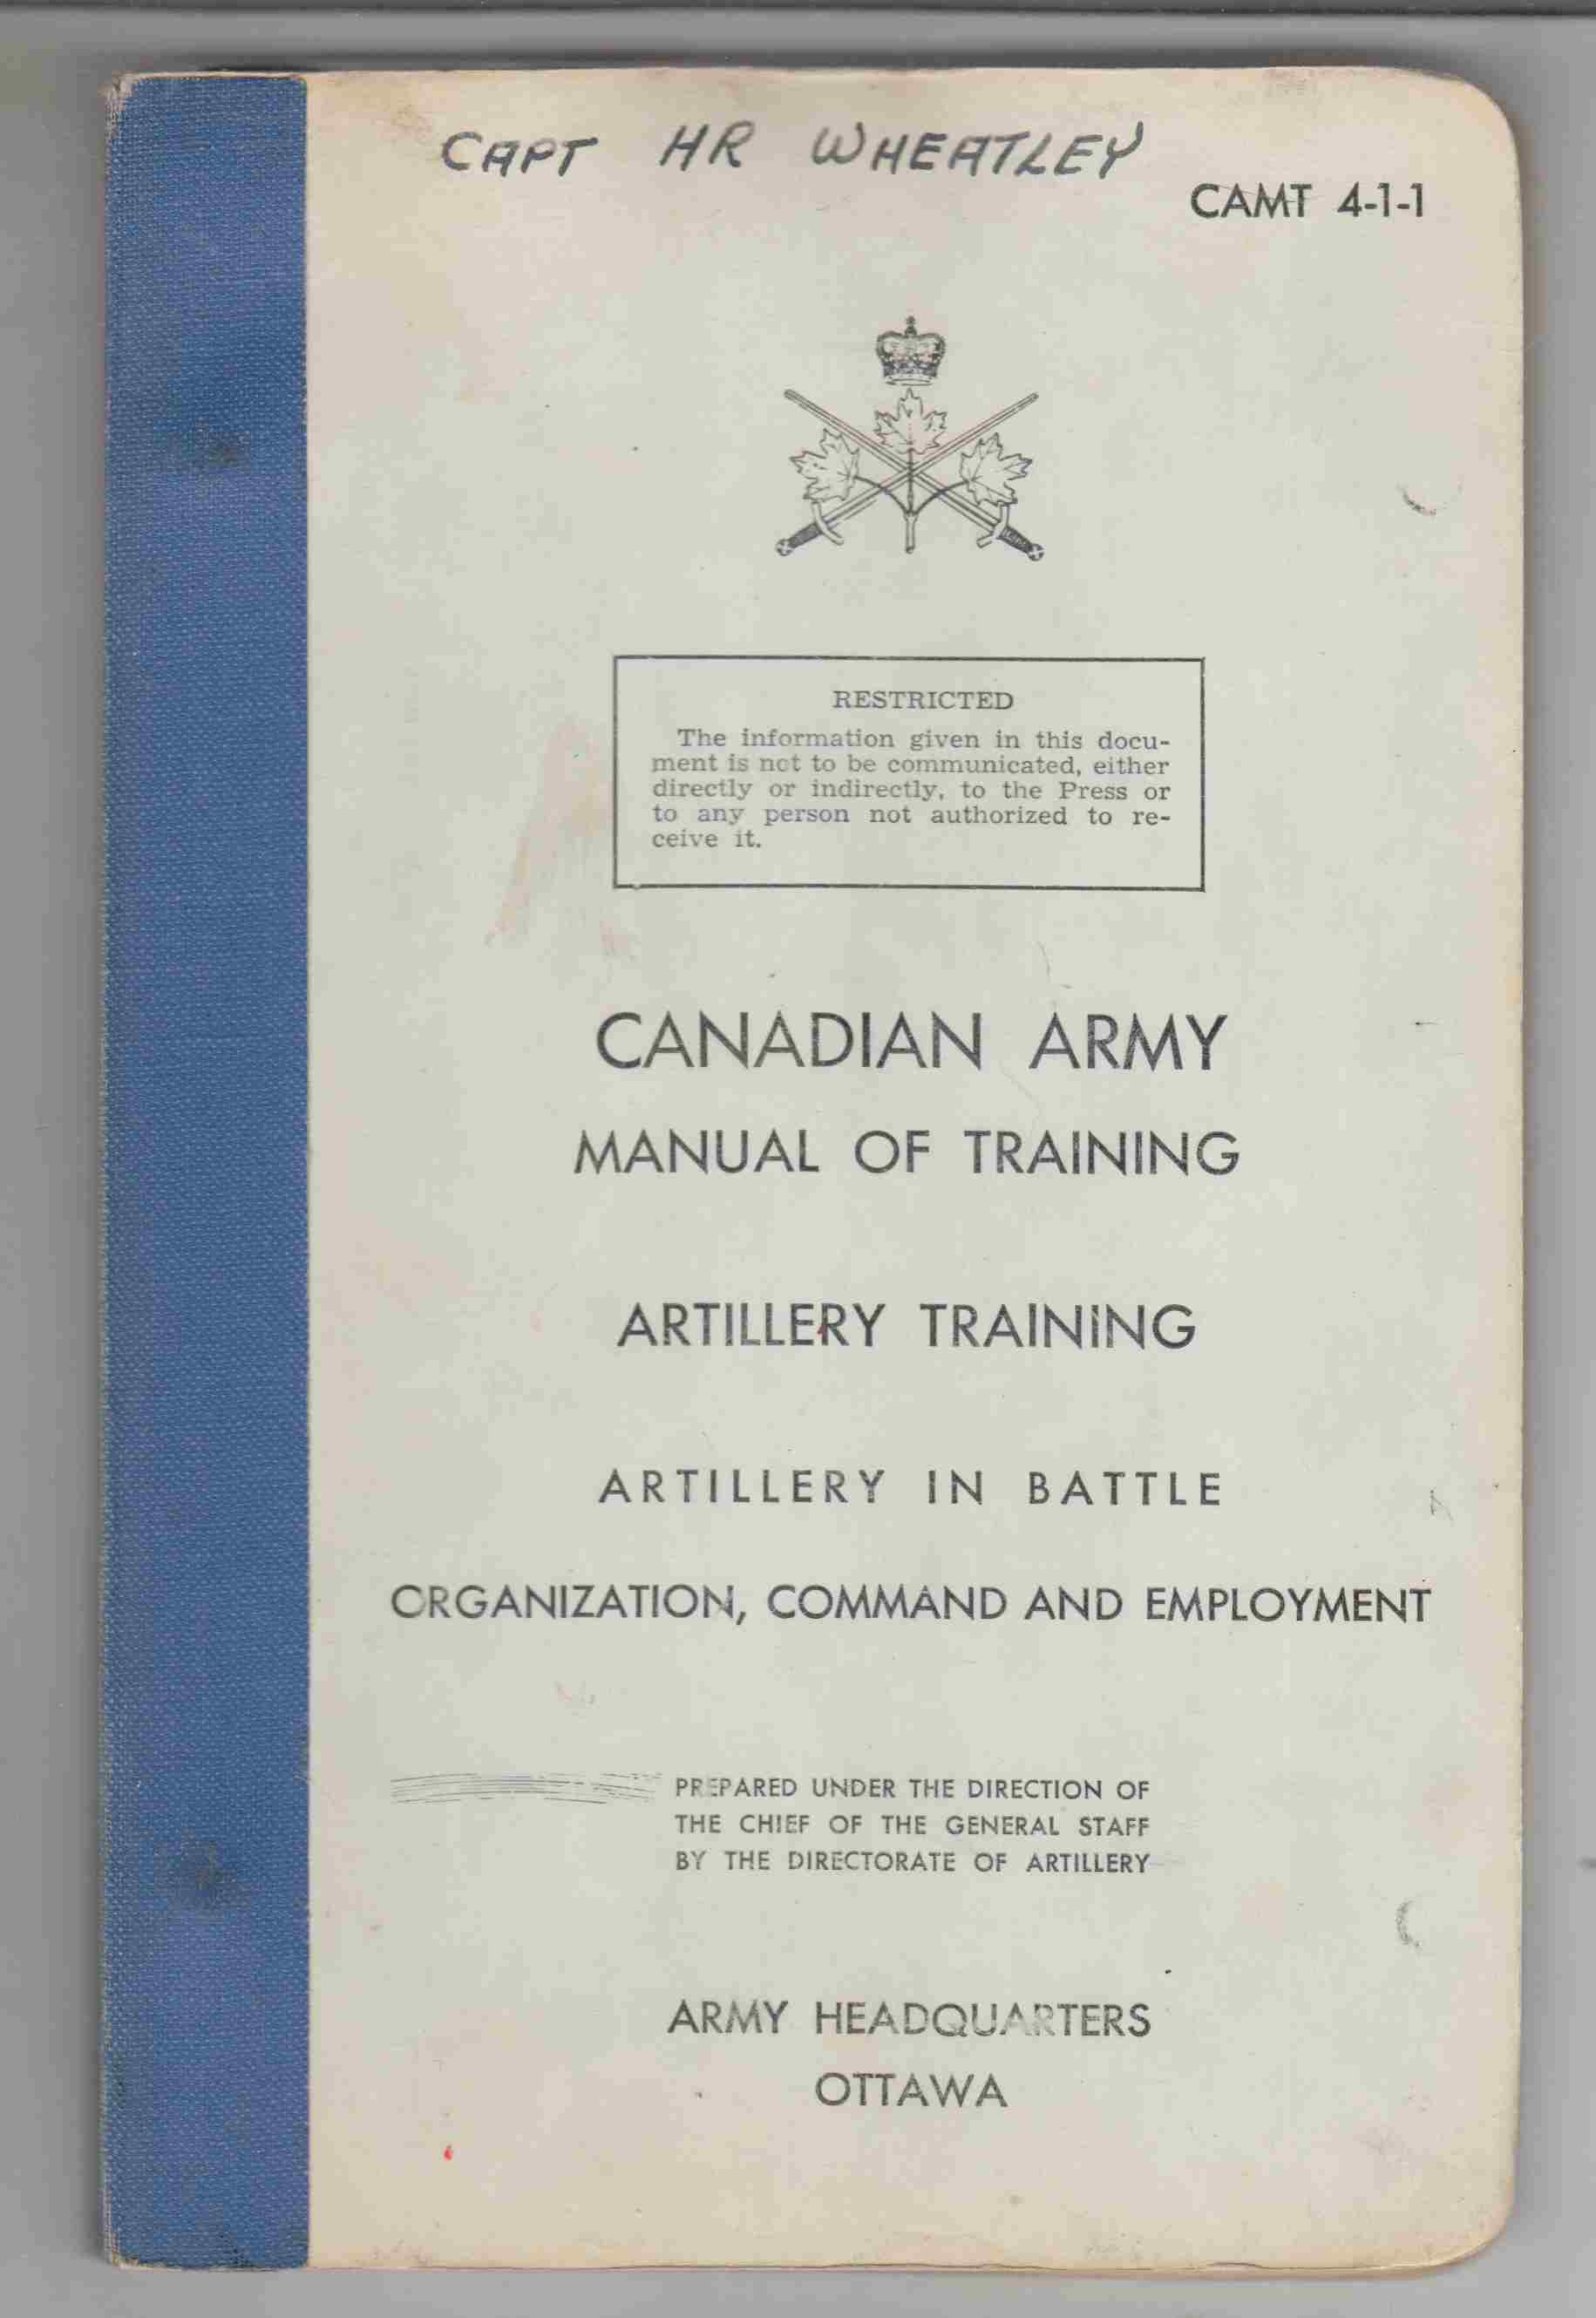 CAPT HR WHEATLEY
CAMT 4-1-1
RESTRICTED
The information given in this docu-
ment is not to be communicated, either
directly or indirectly, to the Press or
to any person not authorized to re-
ceive it.
CANADIAN ARMY
MANUAL OF TRAINING
ARTILLERY TRAINING
ARTILLERY IN BATTLE
ORGANIZATION, COMMAND AND EMPLOYMENT
PREPARED UNDER THE DIRECTION OF
THE CHIEF OF THE GENERAL STAFF
BY THE DIRECTORATE OF ARTILLERY
ARMY HEADQUARTERS
OTTAWA